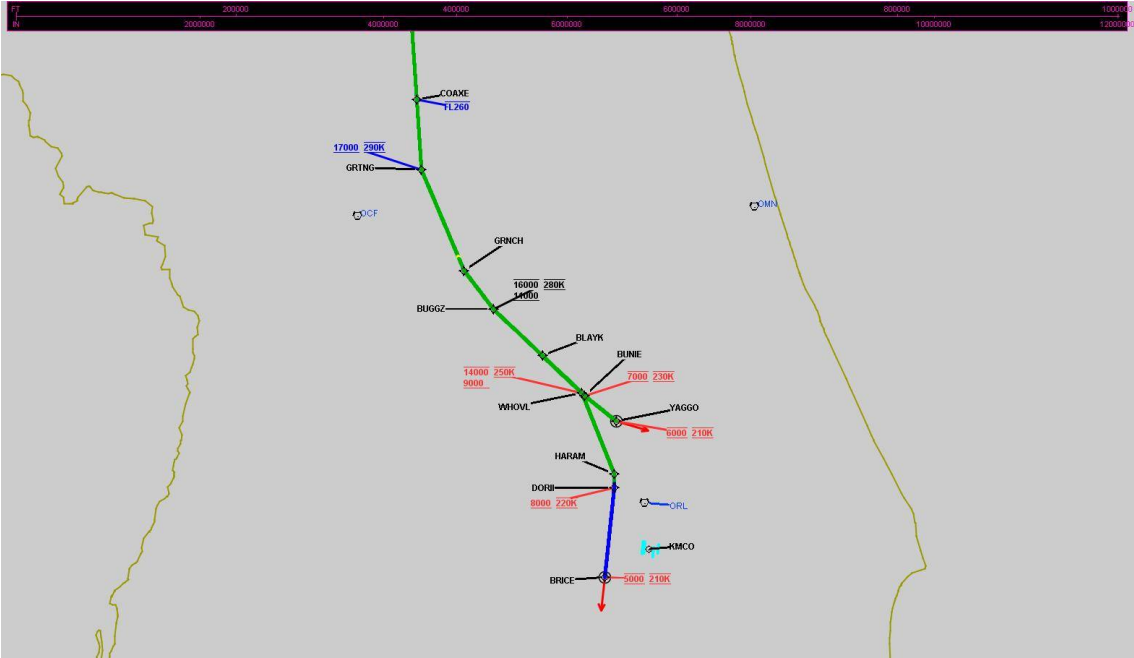 FT 200000 400000 600000 800000 1000000
IN 2000000 4000000 6000000 8000000 10000000 12000000
COAXE
FL260
17000 290K
GRTNG
OMN
OCF
GRNCH
16000 280K
14000
BUGGZ
BLAYK
BUNIE
14000 250K
9000
7000 230K
WHOVL
YAGGO
6000 210K
HARAM
DORII
8000 220K
ORL
KMCO
BRICE
5000 210K